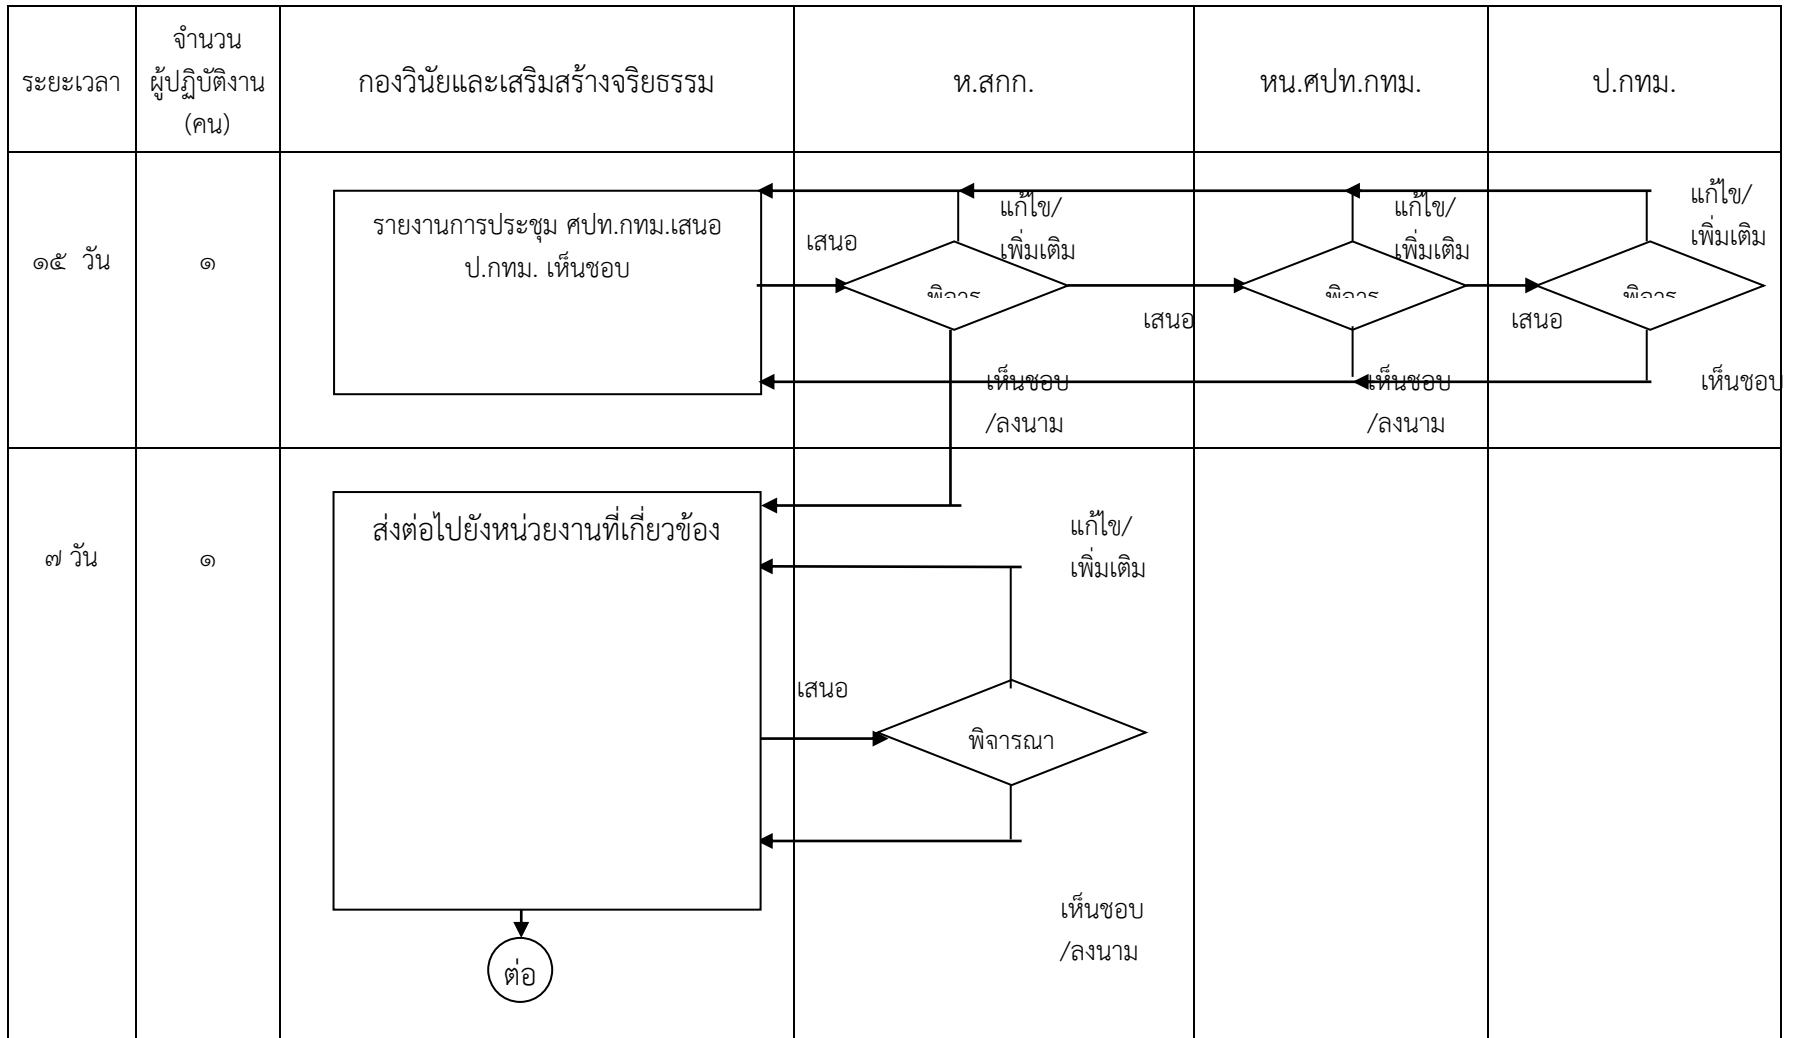 ระยะเวลา
จำนวน
ผู้ปฏิบัติงาน
(คน)
กองวินัยและเสริมสร้างจริยธรรม
ห.สกก.
หน.ศปท.กทม.
ป.กทม.
๑๕ วัน
๑
รายงานการประชุม ศปท.กทม.เสนอ
ป.กทม. เห็นชอบ
เสนอ
แก้ไข/
เพิ่มเติม
พิจาร
เสนอ
เห็นชอบ
/ลงนาม
แก้ไข/
เพิ่มเติม
พิจาร
เสนอ
เห็นชอบ
/ลงนาม
แก้ไข/
เพิ่มเติม
พิจาร
เห็นชอบ
๗ วัน
๑
ส่งต่อไปยังหน่วยงานที่เกี่ยวข้อง
แก้ไข/
เพิ่มเติม
เสนอ
พิจารณา
เห็นชอบ
/ลงนาม
ต่อ